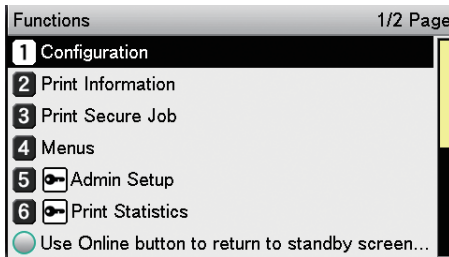 Functions 1/2 Page
1 Configuration
2 Print Information
3 Print Secure Job
4 Menus
5 Admin Setup
6 Print Statistics
Use Online button to return to standby screen...